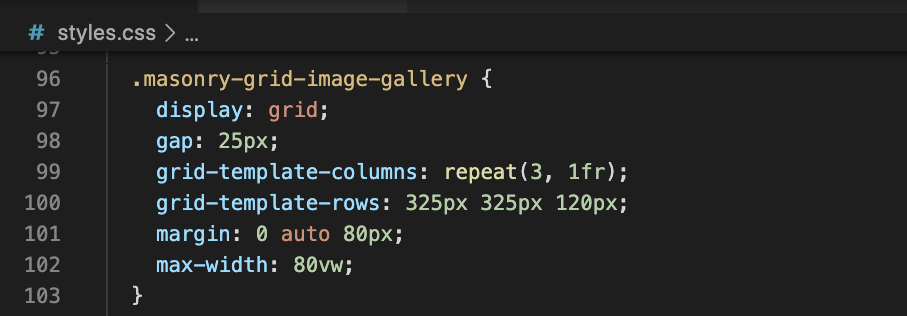 # styles.css > ...
96 .masonry-grid-image-gallery {
97 display: grid;
98 gap: 25px;
99 grid-template-columns: repeat(3, 1fr);
100 grid-template-rows: 325px 325px 120px;
101 margin: 0 auto 80px;
102 max-width: 80vw;
103 }